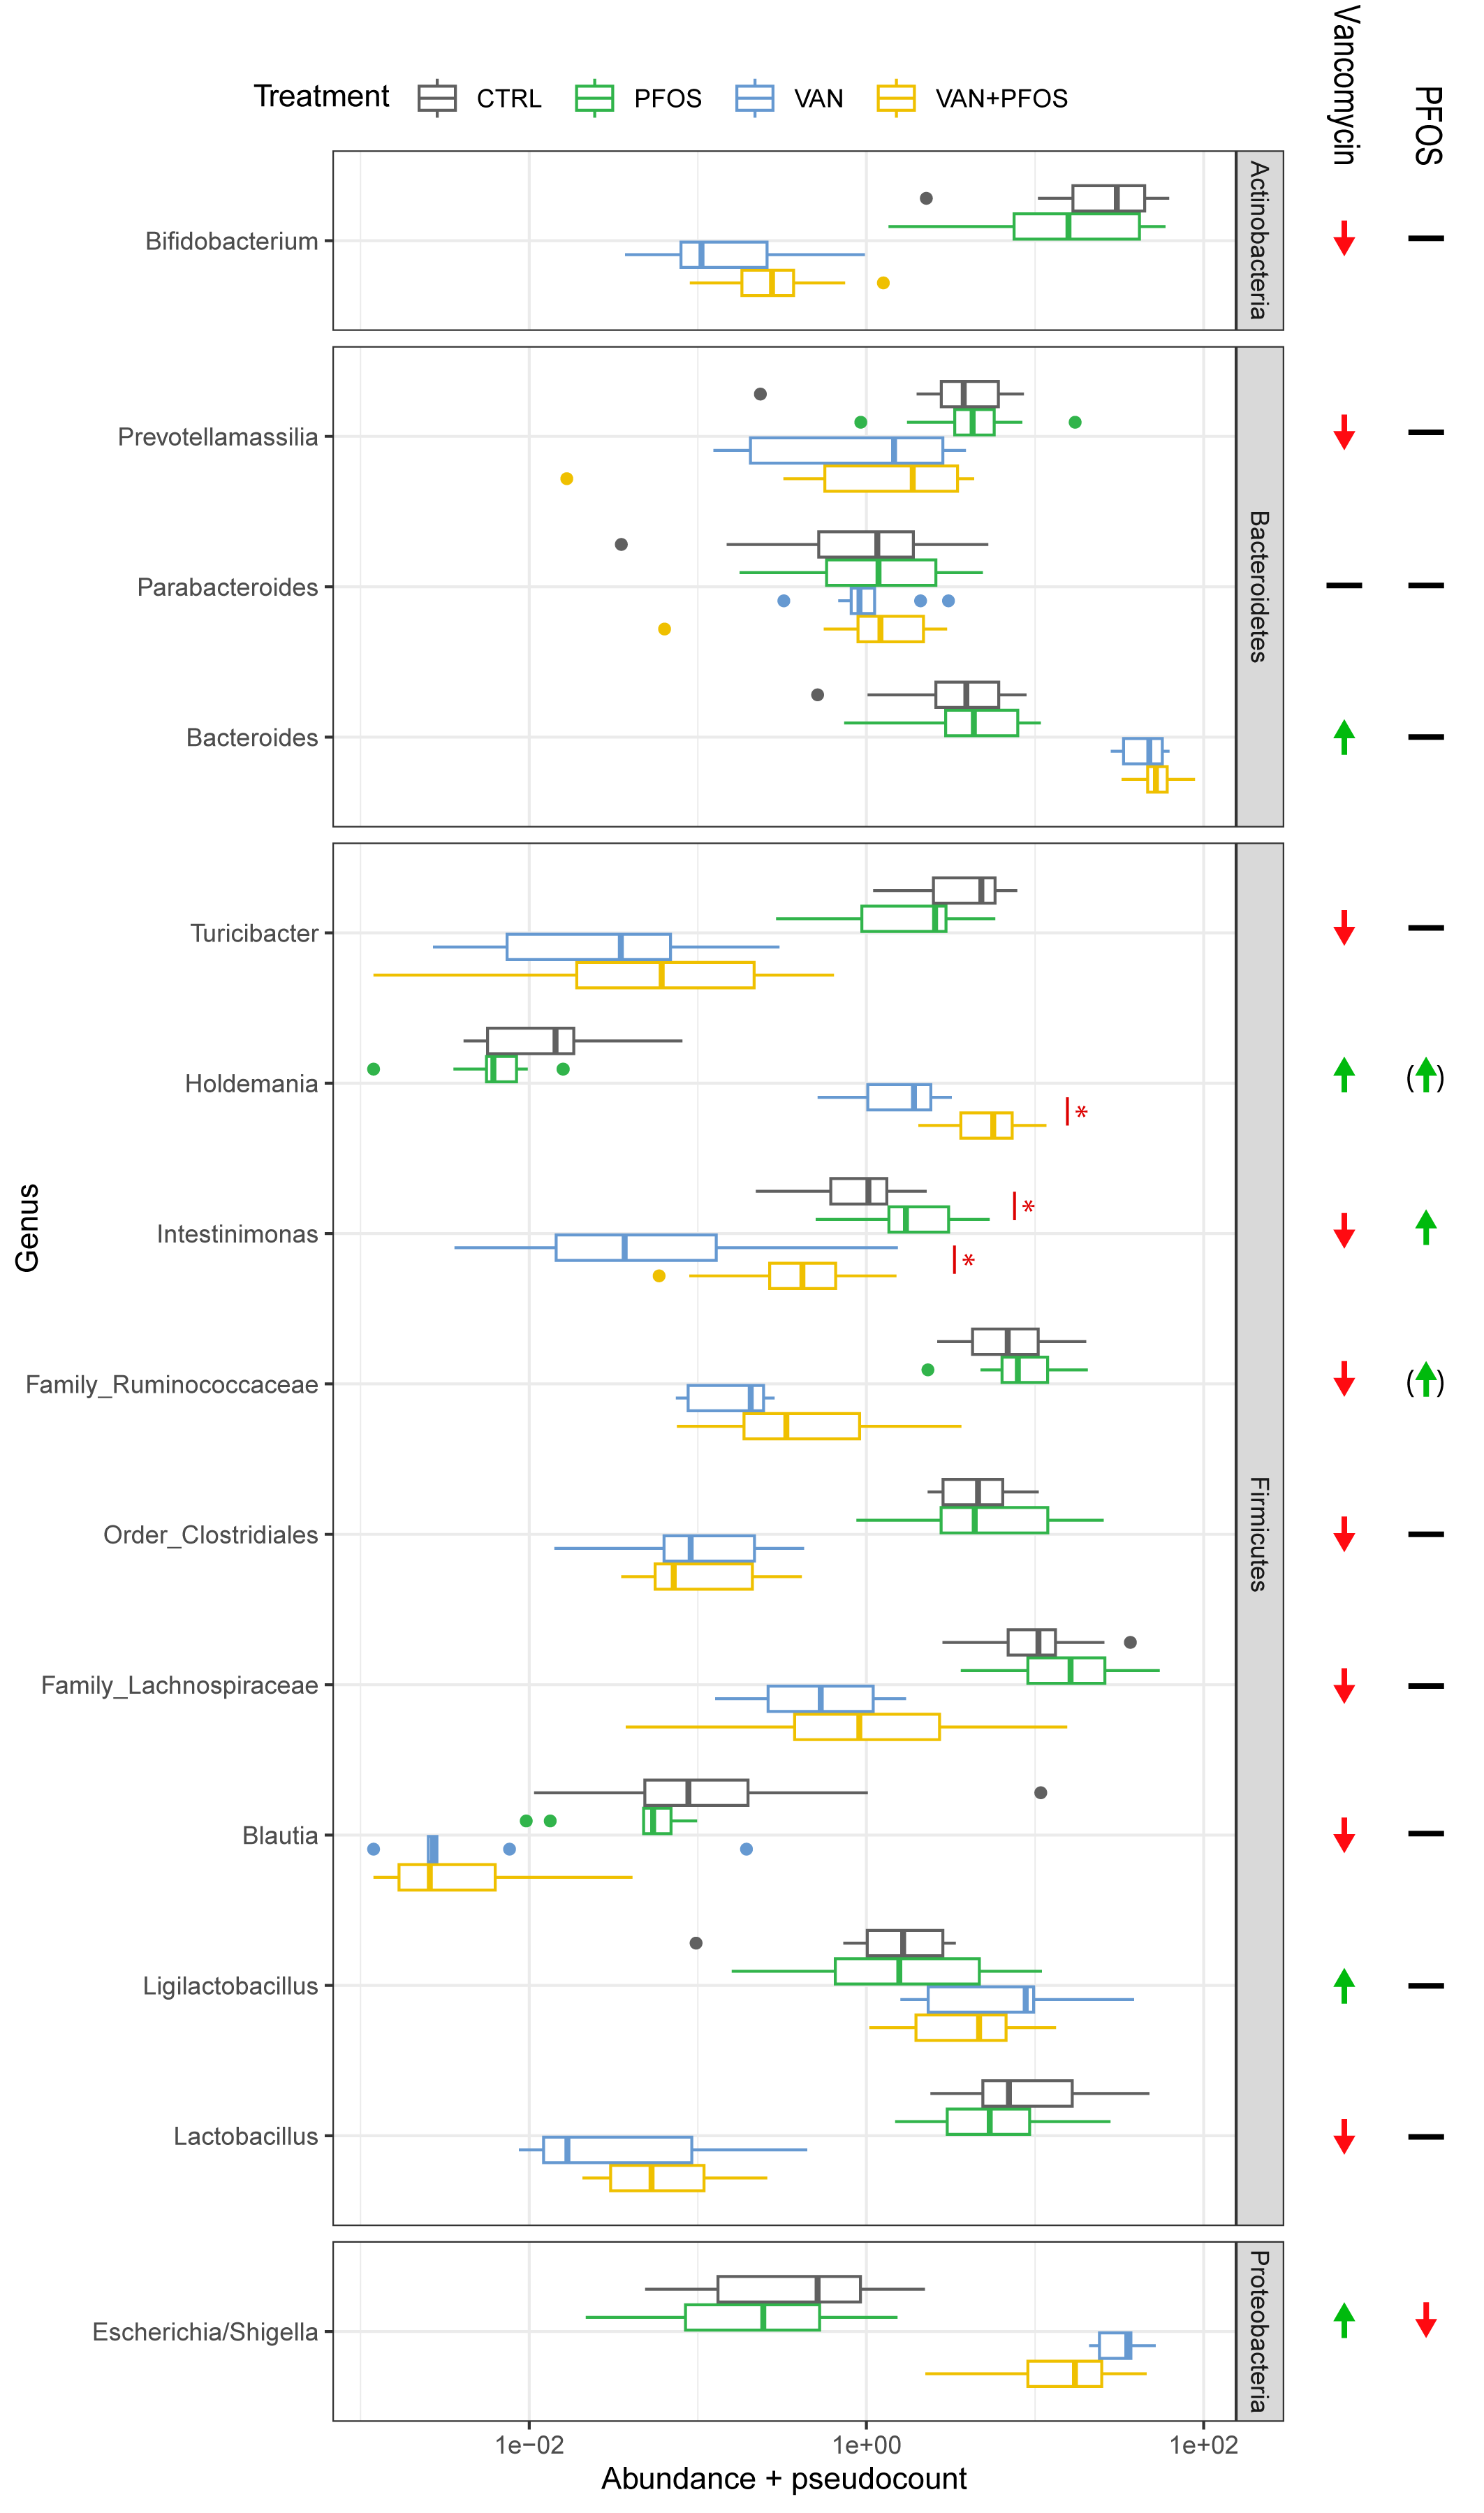 Vancomycin
PFOS
Treatment CTRL PFOS VAN VAN+PFOS
Actinobacteria
Bifidobacterium
Bacteroidetes
Prevotellamassilia
Parabacteroides
Bacteroides
Firmicutes
Turicibacter
Holdemania
( )
*
Genus
Intestinimonas
*
*
Family_Ruminococcaceae
( )
Order_Clostridiales
Family_Lachnospiraceae
Blautia
Ligilactobacillus
Lactobacillus
Proteobacteria
Escherichia/Shigella
1e−02 1e+00 1e+02
Abundance + pseudocount